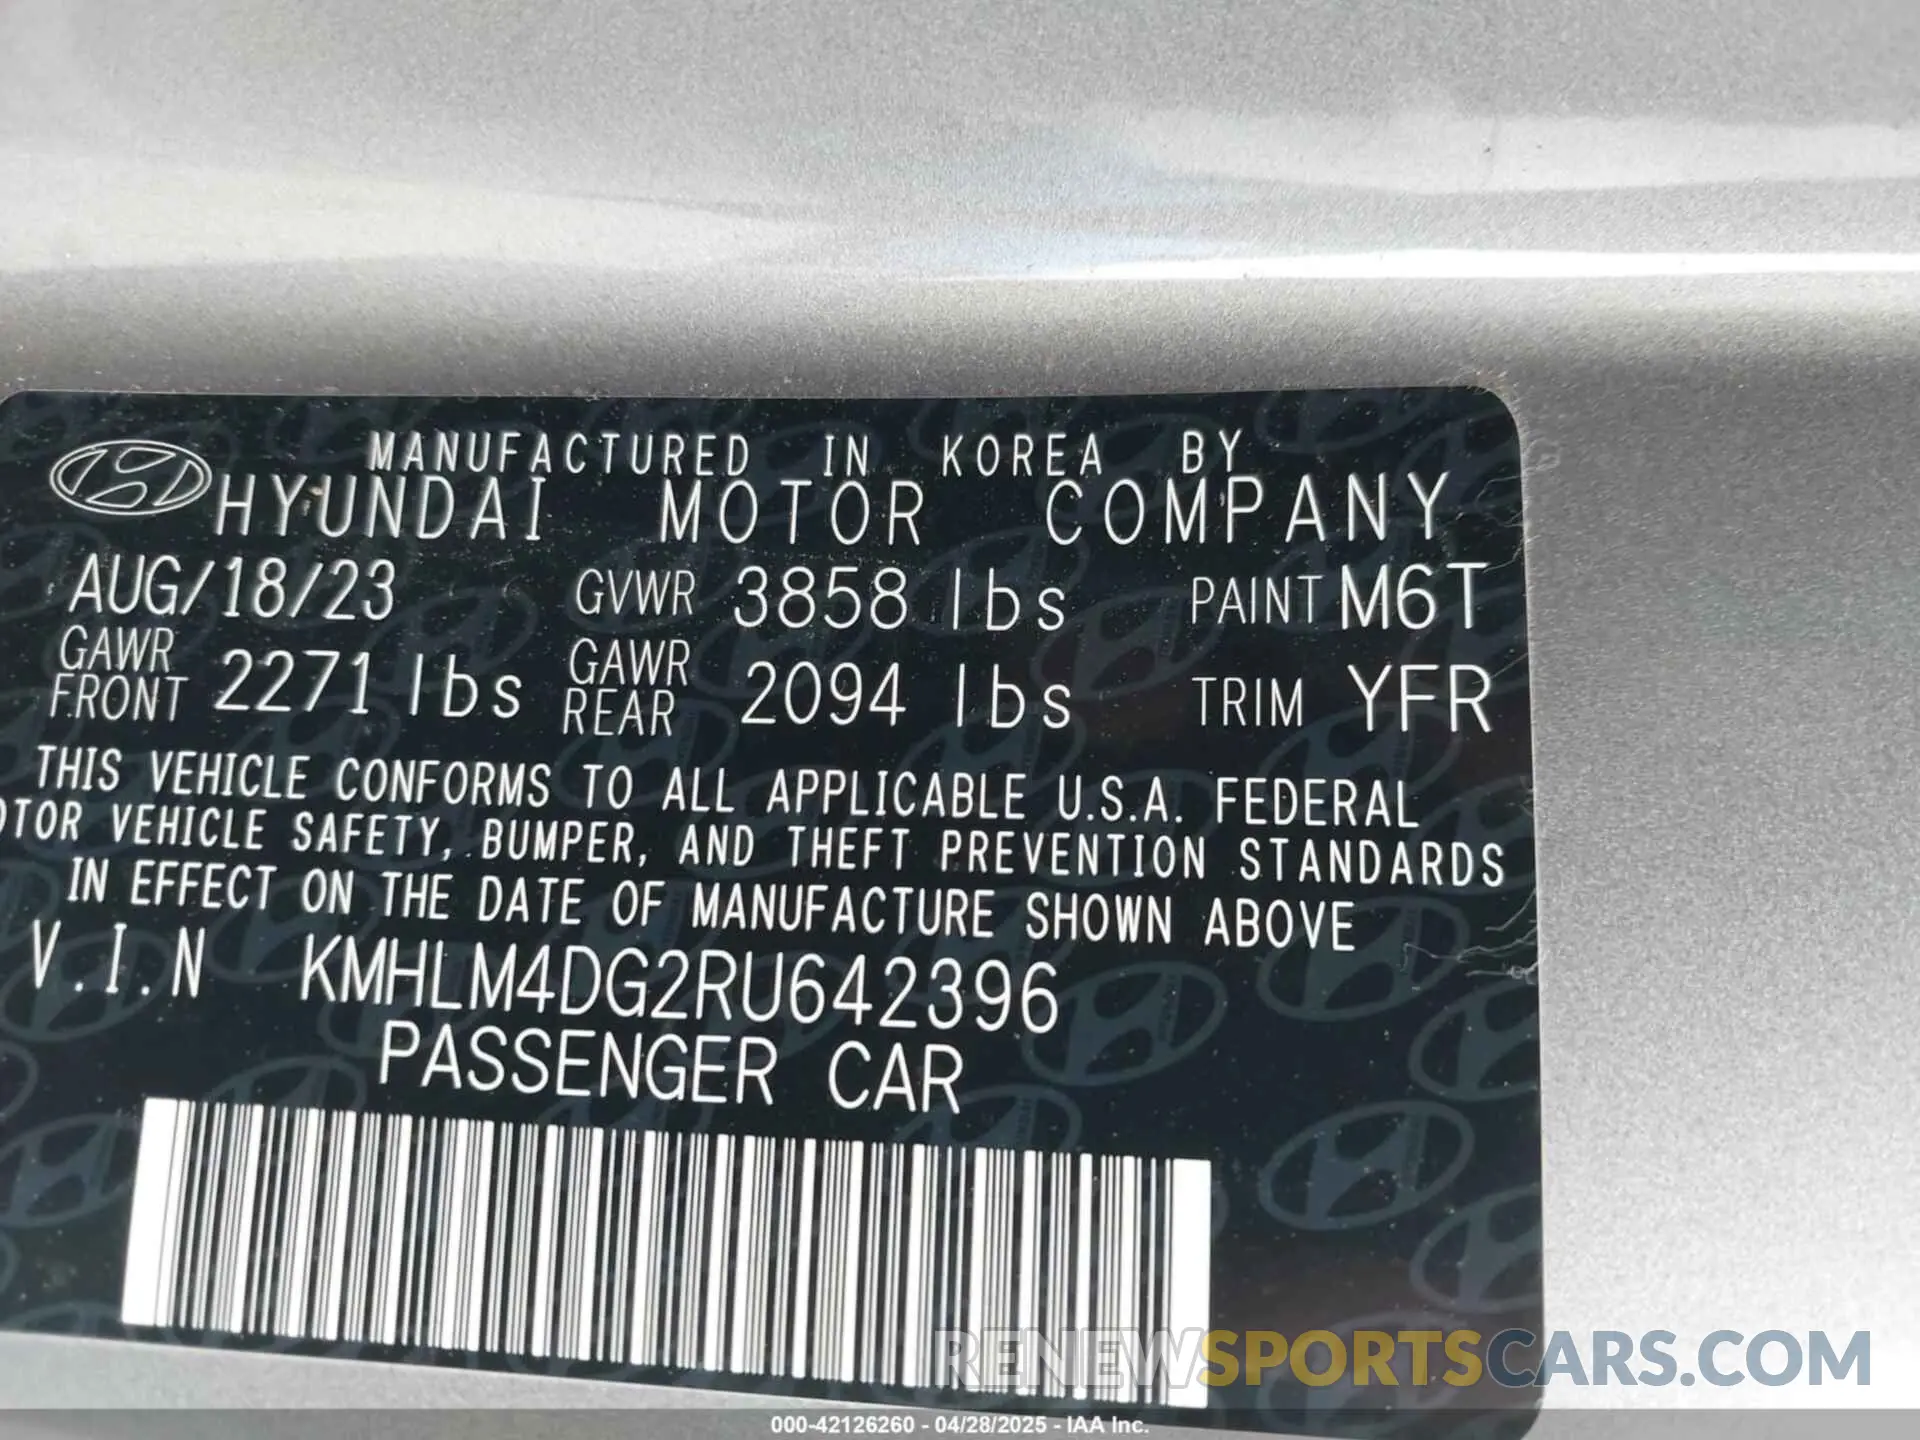 MANUFACTURED IN KOREA BY
HYUNDAI MOTOR COMPANY
AUG/18/23 GVWR 3858 lbs PAINT M6T
GAWR FRONT 2271 lbs GAWR REAR 2094 lbs TRIM YFR
THIS VEHICLE CONFORMS TO ALL APPLICABLE U.S.A. FEDERAL
OTOR VEHICLE SAFETY, BUMPER, AND THEFT PREVENTION STANDARDS
IN EFFECT ON THE DATE OF MANUFACTURE SHOWN ABOVE
V.I.N KMHLM4DG2RU642396
PASSENGER CAR
RENEWSPORTSCARS.COM
000-42126260 - 04/28/2025 - IAA Inc.